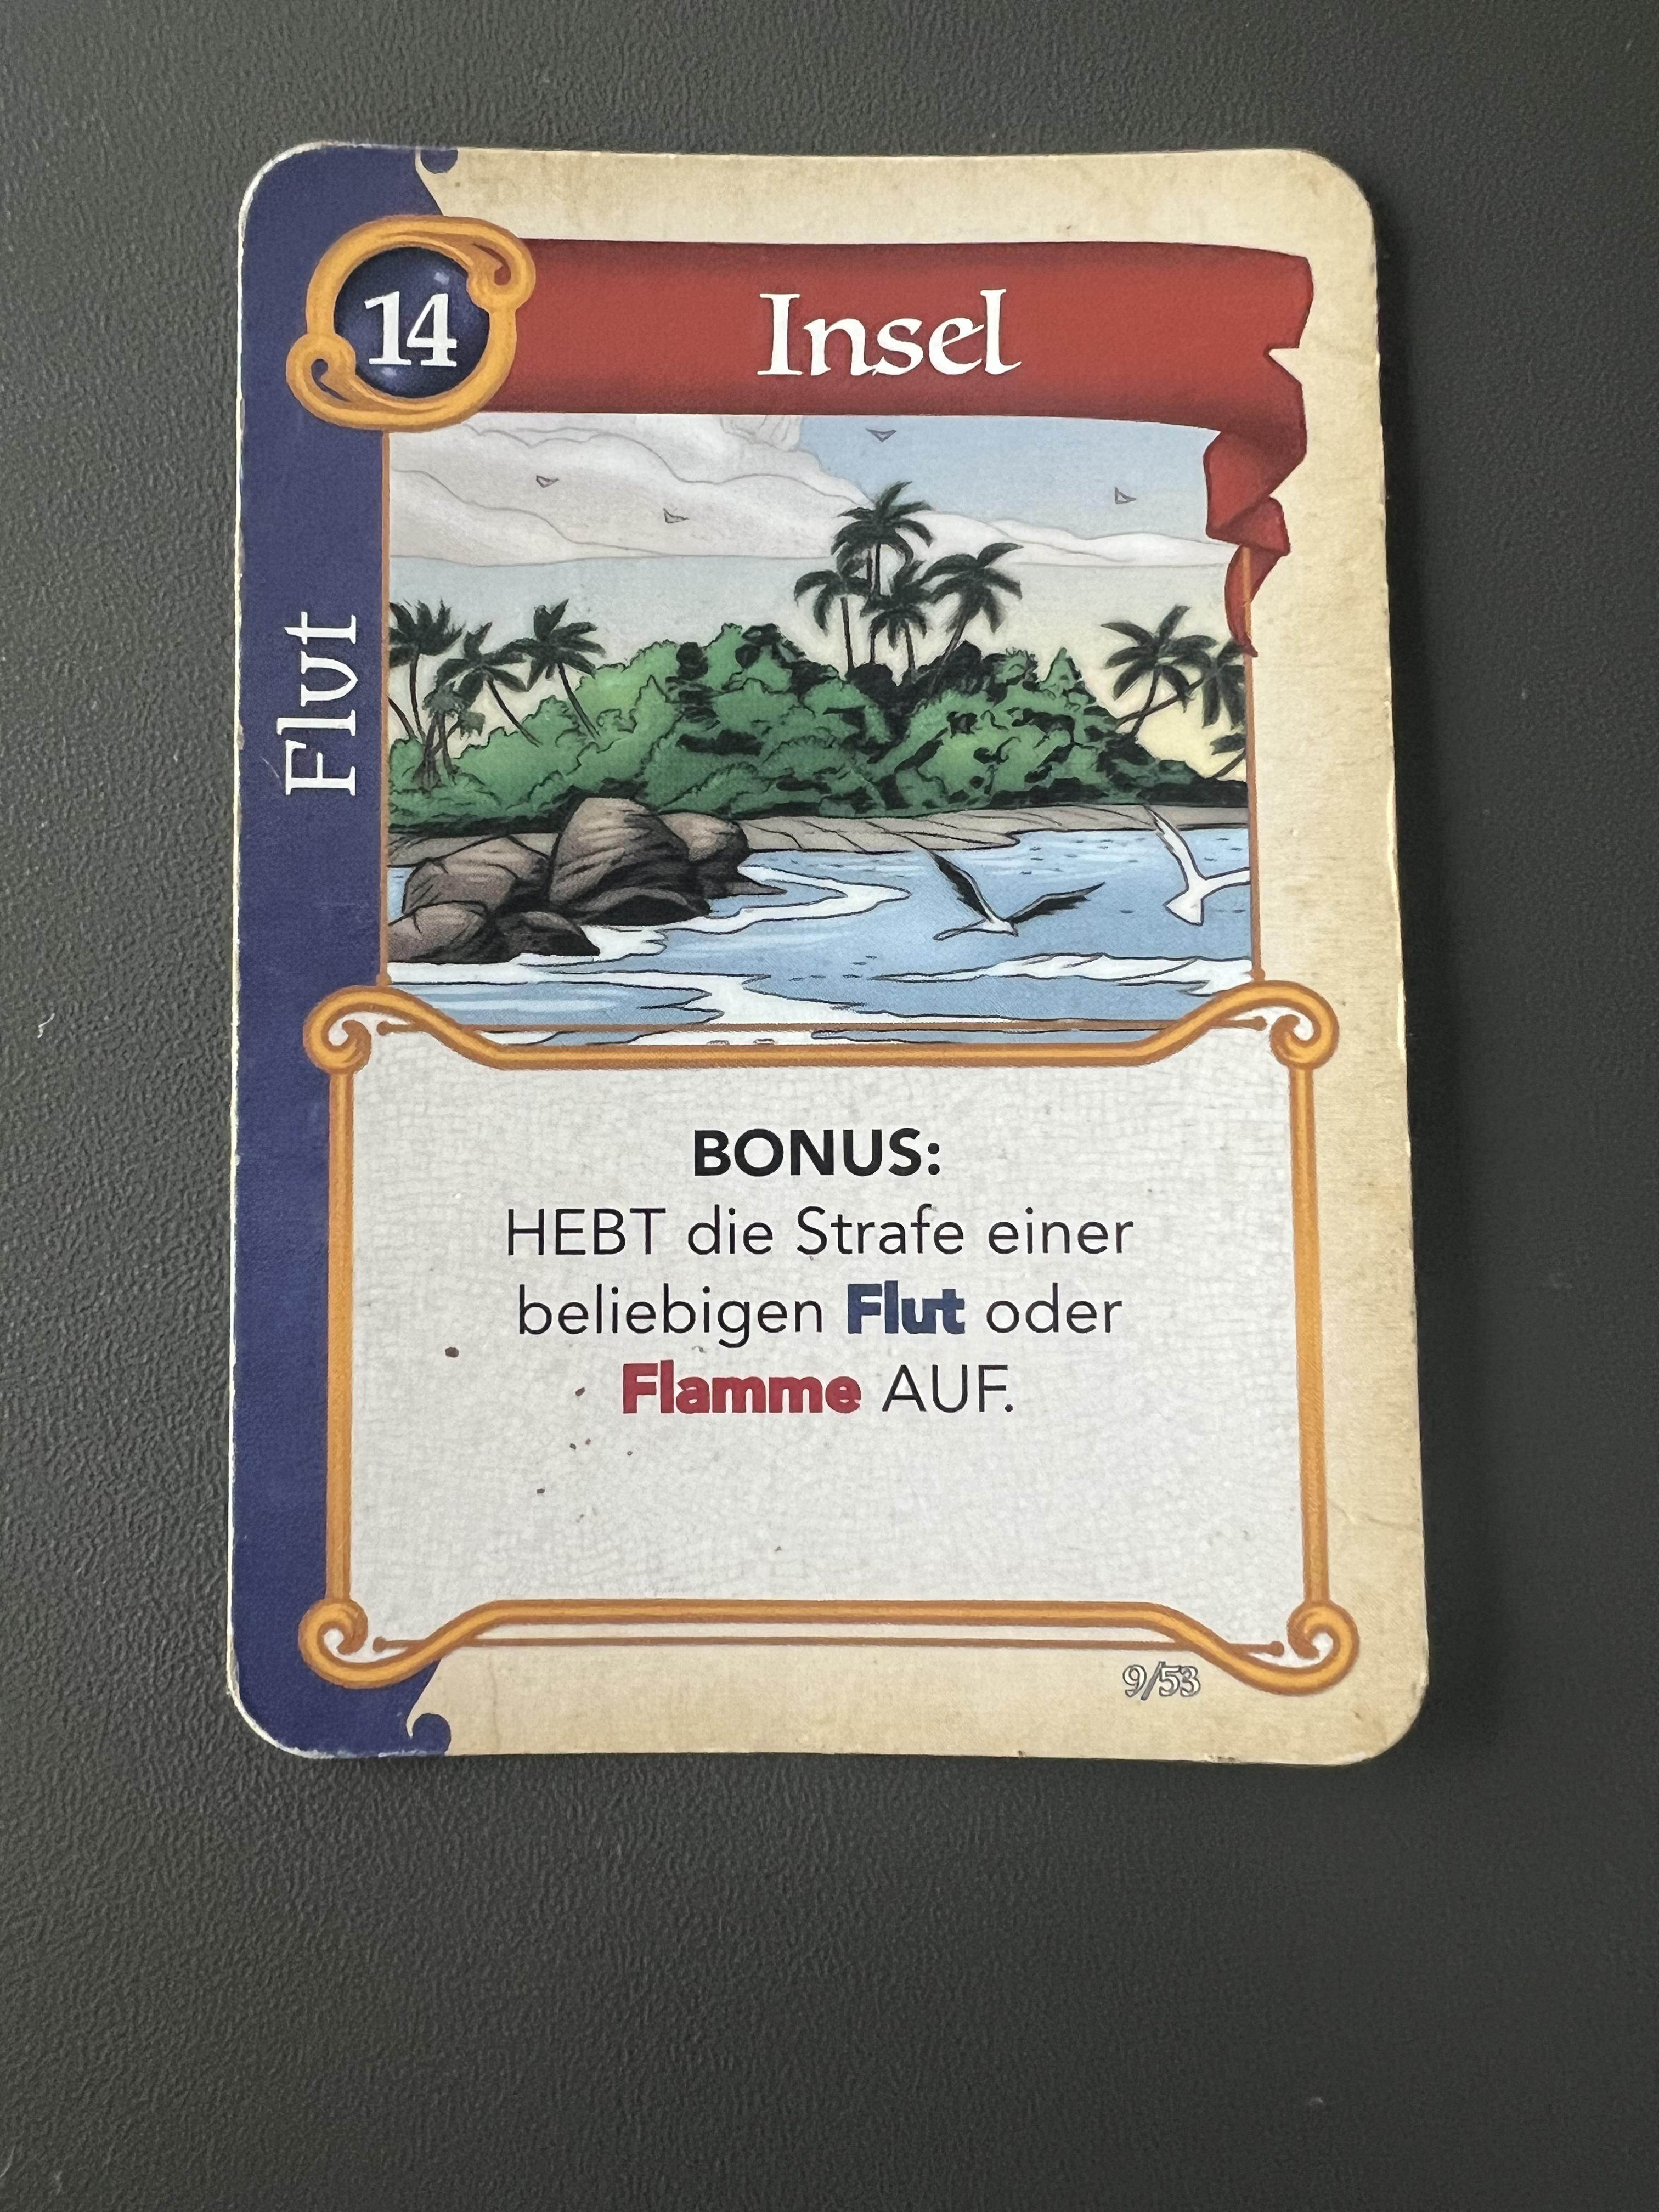 14
Insel
Flut
BONUS:
HEBT die Strafe einer
beliebigen Flut oder
Flamme AUF.
9/53